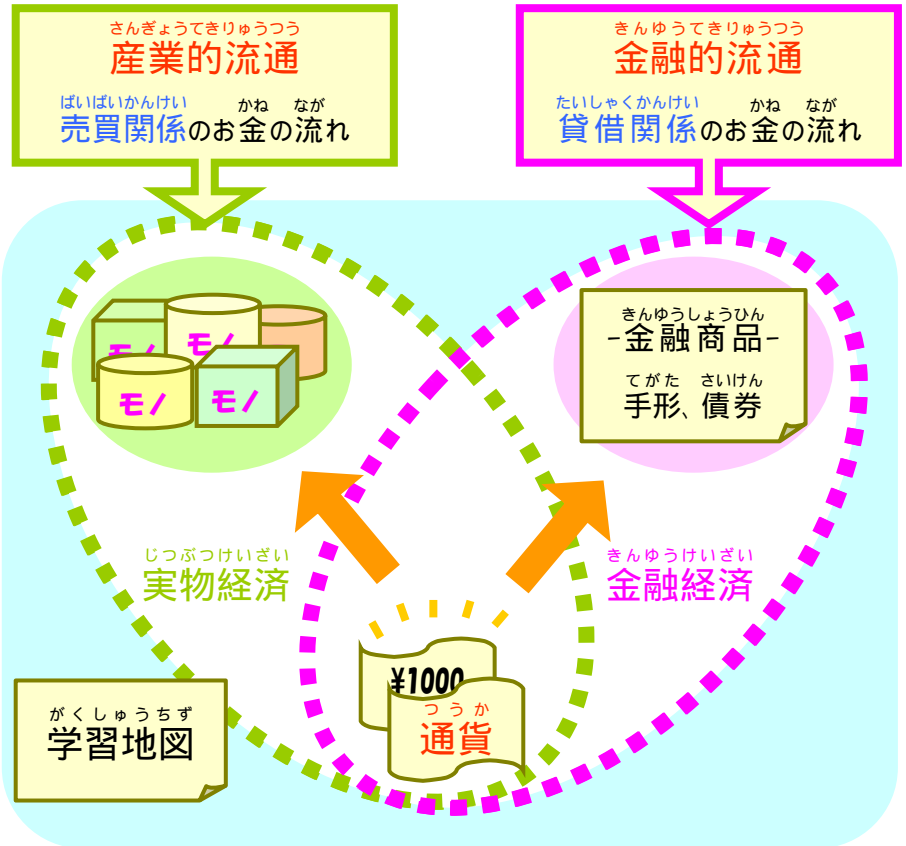 さんぎょうてきりゅうつう
産業的流通
ばいばいかんけい かね なが
売買関係のお金の流れ
きんゆうてきりゅうつう
金融的流通
たいしゃくかんけい かね なが
貸借関係のお金の流れ
モノ
モノ
モノ
モノ
きんゆうしょうひん
-金融商品-
てがた さいけん
手形、債券
じつぶつけいざい
実物経済
きんゆうけいざい
金融経済
¥1000
つうか
通貨
がくしゅうちず
学習地図